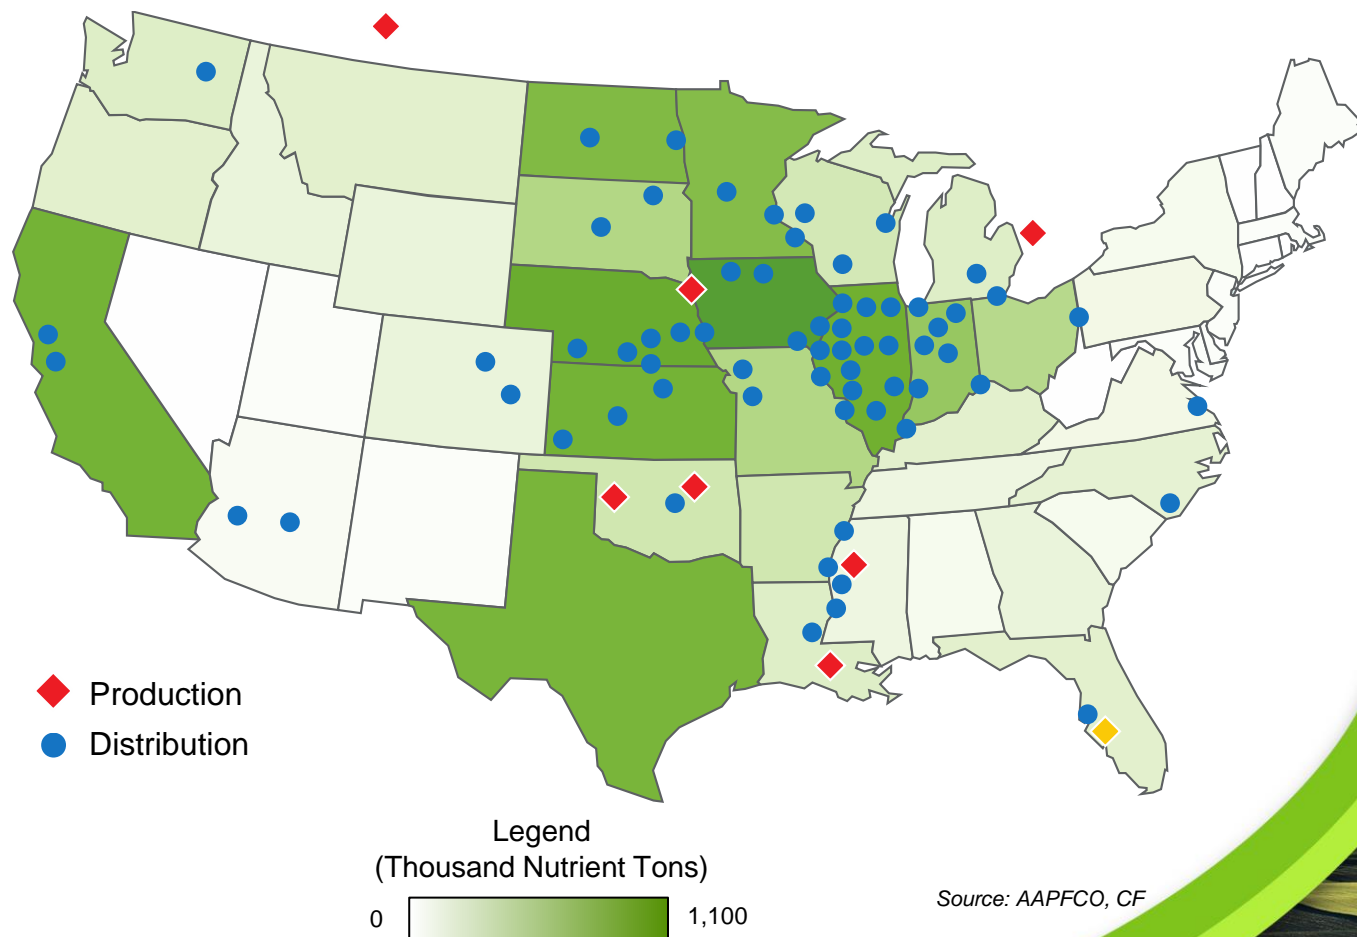 Production
Distribution
Legend
(Thousand Nutrient Tons)
0
1,100
Source: AAPFCO, CF